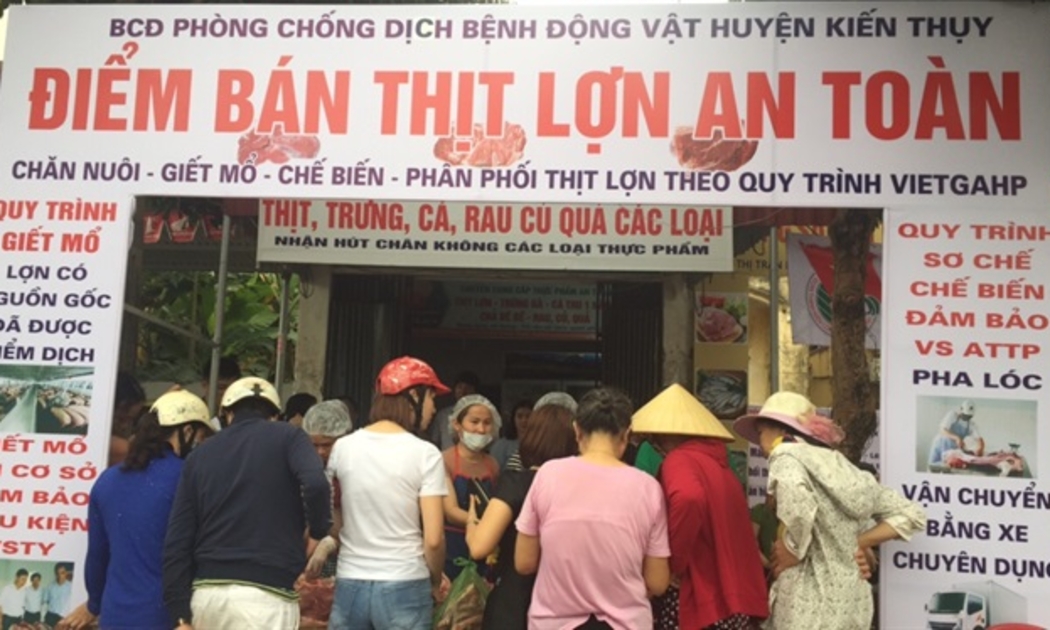 BCĐ PHÒNG CHỐNG DỊCH BỆNH ĐỘNG VẬT HUYỆN KIẾN THỤY
ĐIỂM BÁN THỊT LỢN AN TOÀN
CHĂN NUÔI - GIẾT MỔ - CHẾ BIẾN - PHÂN PHỐI THỊT LỢN THEO QUY TRÌNH VIETGAHP
QUY TRÌNH
GIẾT MỔ
LỢN CÓ
NGUỒN GỐC
ĐÃ ĐƯỢC
KIỂM DỊCH
GIẾT MỔ
CƠ SỞ
ĐẢM BẢO
KIỆN
VSTY
THỊT, TRỨNG, CÁ, RAU CỦ QUẢ CÁC LOẠI
NHẬN HÚT CHÂN KHÔNG CÁC LOẠI THỰC PHẨM
THỊ TRẤN
QUY TRÌNH
SƠ CHẾ
CHẾ BIẾN
ĐẢM BẢO
VS ATTP
PHA LÓC
VẬN CHUYỂN
BẰNG XE
CHUYÊN DỤNG